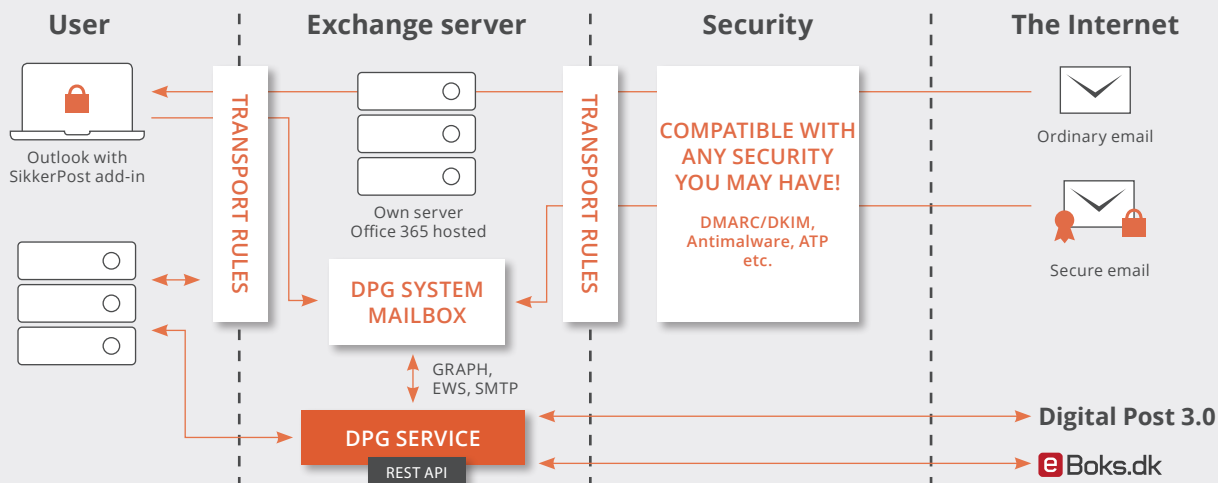 User
Exchange server
Security
The Internet
Outlook with
SikkerPost add-in
TRANSPORT RULES
Own server
Office 365 hosted
DPG SYSTEM
MAILBOX
GRAPH,
EWS, SMTP
DPG SERVICE
REST API
TRANSPORT RULES
COMPATIBLE WITH
ANY SECURITY
YOU MAY HAVE!
DMARC/DKIM,
Antimalware, ATP
etc.
Ordinary email
Secure email
Digital Post 3.0
e Boks.dk